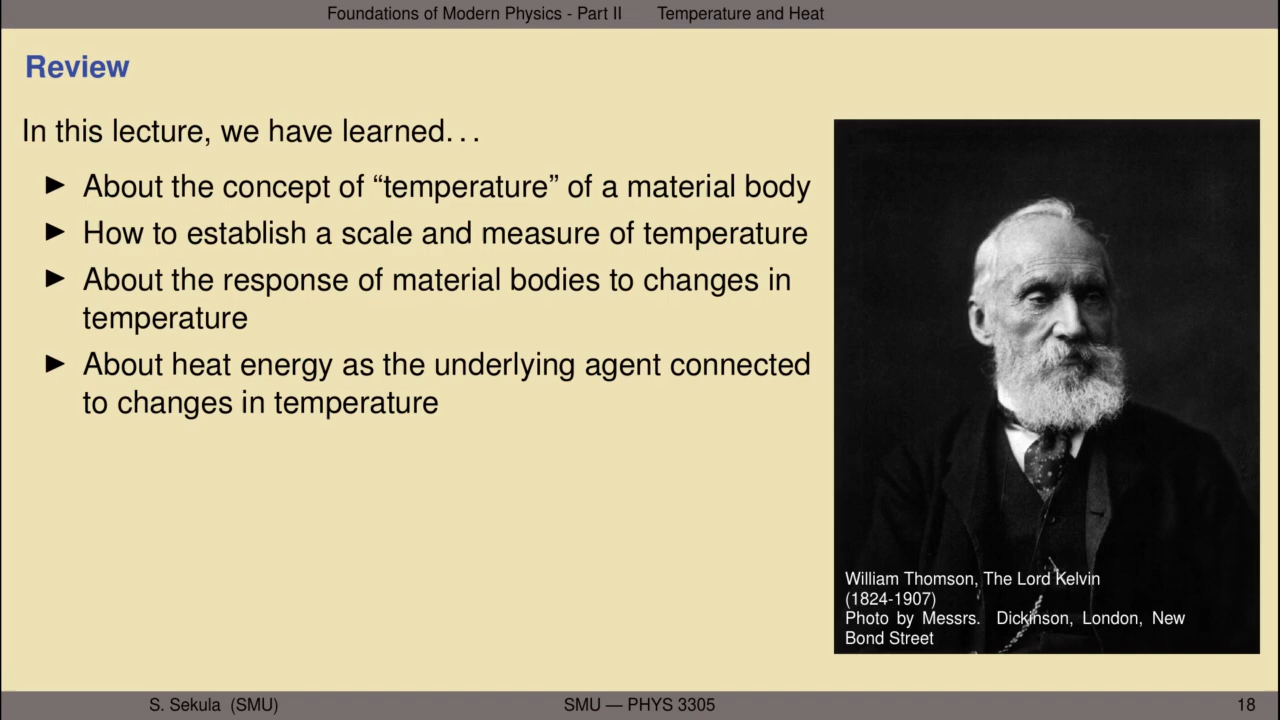 Foundations of Modern Physics - Part II Temperature and Heat
Review
In this lecture, we have learned. . .
► About the concept of “temperature” of a material body
► How to establish a scale and measure of temperature
► About the response of material bodies to changes in
temperature
► About heat energy as the underlying agent connected
to changes in temperature
William Thomson, The Lord Kelvin
(1824-1907)
Photo by Messrs. Dickinson, London, New
Bond Street
S. Sekula (SMU) SMU — PHYS 3305 18